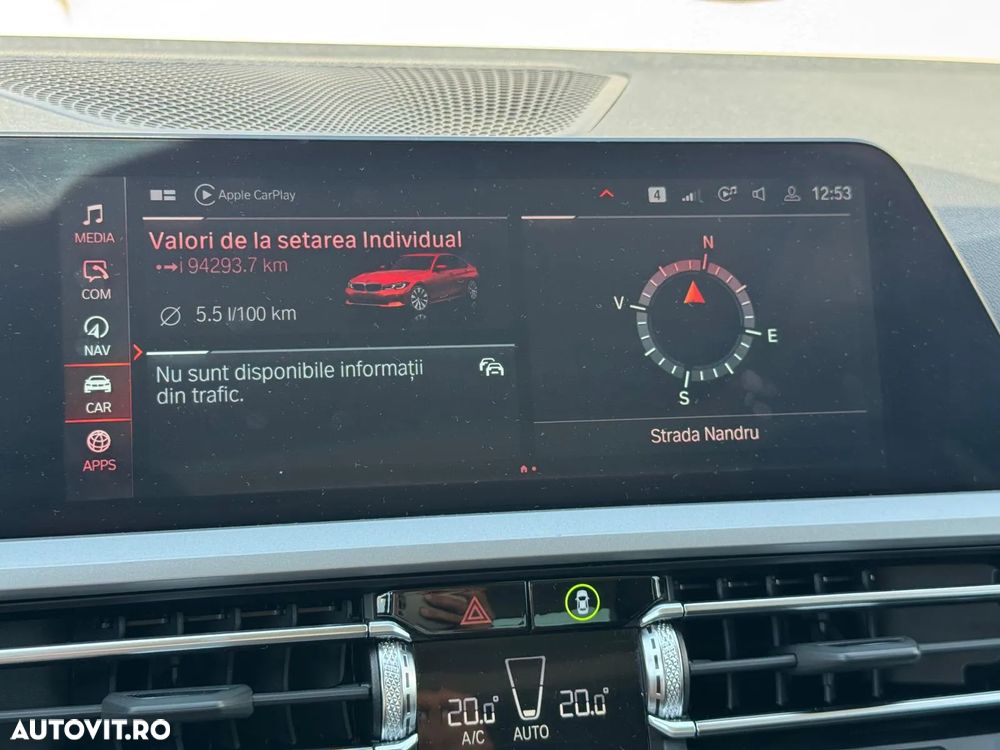 Apple CarPlay
4
12:53
MEDIA
COM
NAV
CAR
APPS
Valori de la setarea Individual
94293.7 km
5.5 l/100 km
Nu sunt disponibile informații
din trafic.
N
V
E
S
Strada Nandru
20.0°
20.0°
A/C
AUTO
AUTOVIT.RO